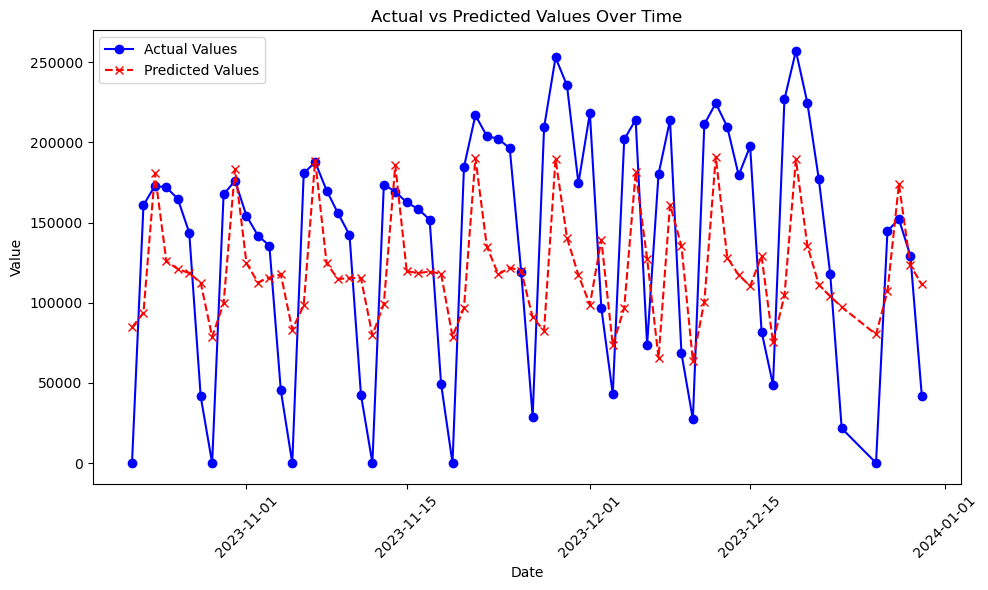 Actual vs Predicted Values Over Time
Actual Values
Predicted Values
Value
250000
200000
150000
100000
50000
0
2023-11-01
2023-11-15
2023-12-01
2023-12-15
2024-01-01
Date